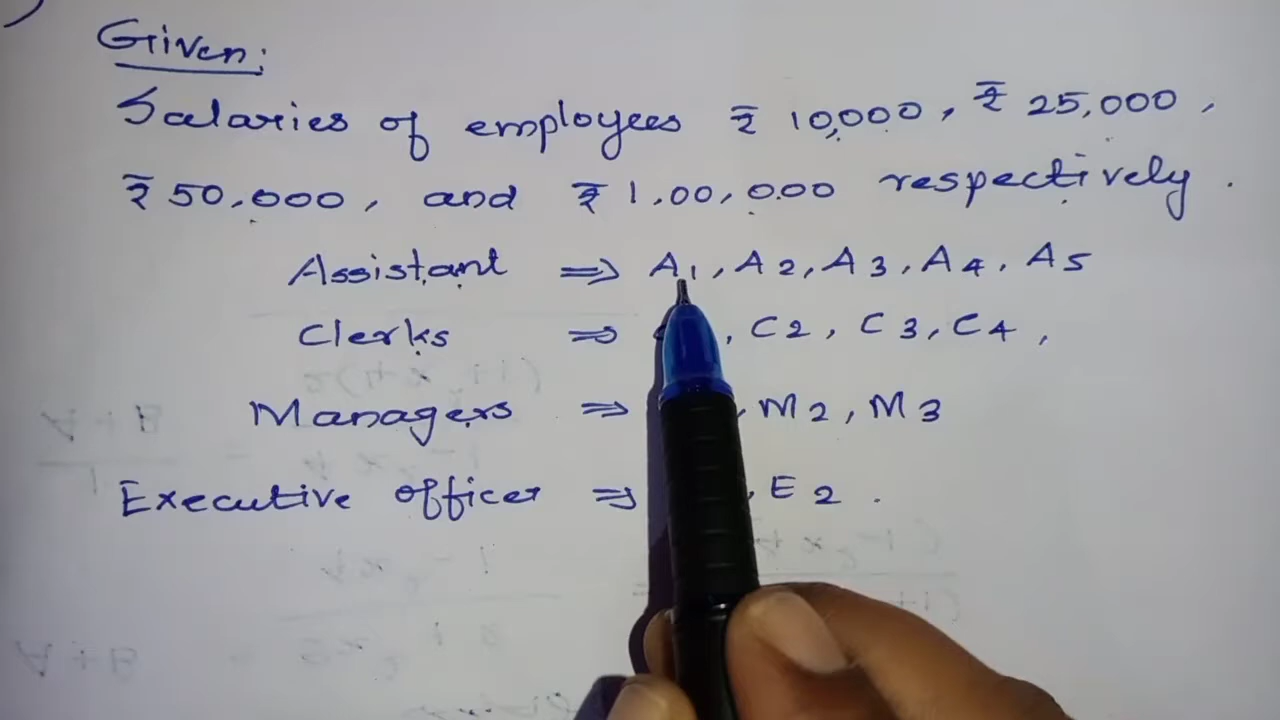 Given:
Salaries of employees ₹ 10,000, ₹ 25,000,
₹ 50,000, and ₹ 1,00,000 respectively.
Assistant ⇒ A1, A2, A3, A4, A5
Clerks ⇒ , C2, C3, C4,
Managers ⇒ , M2, M3
Executive officer ⇒ , E2.